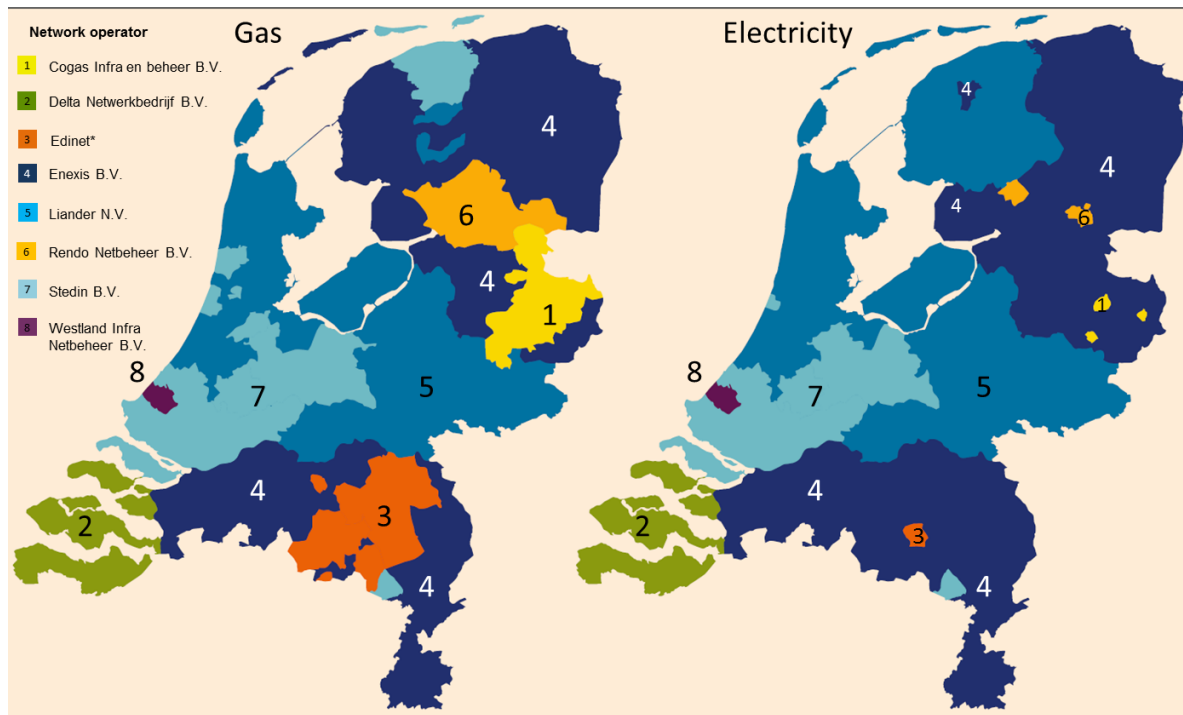 Network operator
1 Cogas Infra en beheer B.V.
2 Delta Netwerkbedrijf B.V.
3 Edinet*
4 Enexis B.V.
5 Liander N.V.
6 Rendo Netbeheer B.V.
7 Stedin B.V.
8 Westland Infra
Netbeheer B.V.
Gas
4
6
4
1
8
7
5
4
3
2
4
Electricity
4
4
4
6
1
8
7
5
4
3
2
4